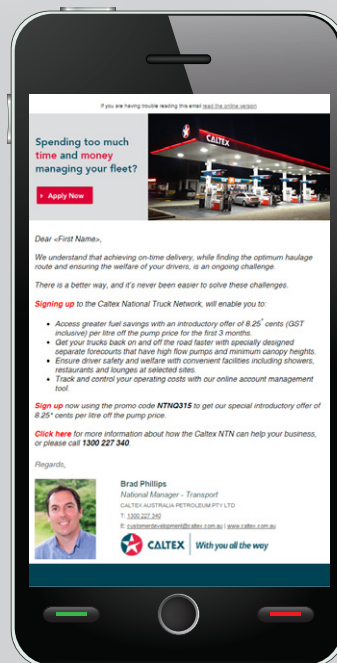 If you are having trouble reading this email read the online version
Spending too much
time and money
managing your fleet?
Apply Now
CALTEX
Dear <First Name>,
We understand that achieving on-time delivery, while finding the optimum haulage
route and ensuring the welfare of your drivers, is an ongoing challenge.
There is a better way, and it's never been easier to solve these challenges.
Signing up to the Caltex National Truck Network, will enable you to:
• Access greater fuel savings with an introductory offer of 8.25* cents (GST
inclusive) per litre off the pump price for the first 3 months.
• Get your trucks back on and off the road faster with specially designed
separate forecourts that have high flow pumps and minimum canopy heights.
• Ensure driver safety and welfare with convenient facilities including showers,
restaurants and lounges at selected sites.
• Track and control your operating costs with our online account management
tool.
Sign up now using the promo code NTNQ315 to get our special introductory offer of
8.25* cents per litre off the pump price.
Click here for more information about how the Caltex NTN can help your business,
or please call 1300 227 340.
Regards,
Brad Phillips
National Manager - Transport
CALTEX AUSTRALIA PETROLEUM PTY LTD
T: 1300 227 340
E: customerdevelopment@caltex.com.au | www.caltex.com.au
CALTEX With you all the way